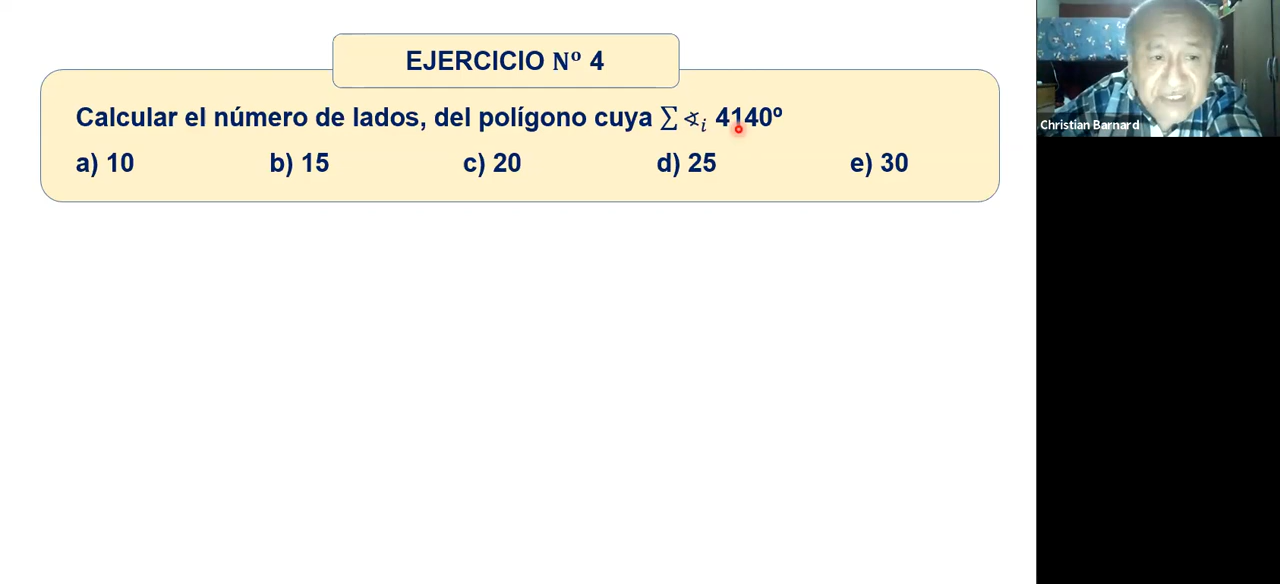 EJERCICIO Nº 4
Calcular el número de lados, del polígono cuya ∑ ∢ᵢ 4140º
a) 10 b) 15 c) 20 d) 25 e) 30
Christian Barnard